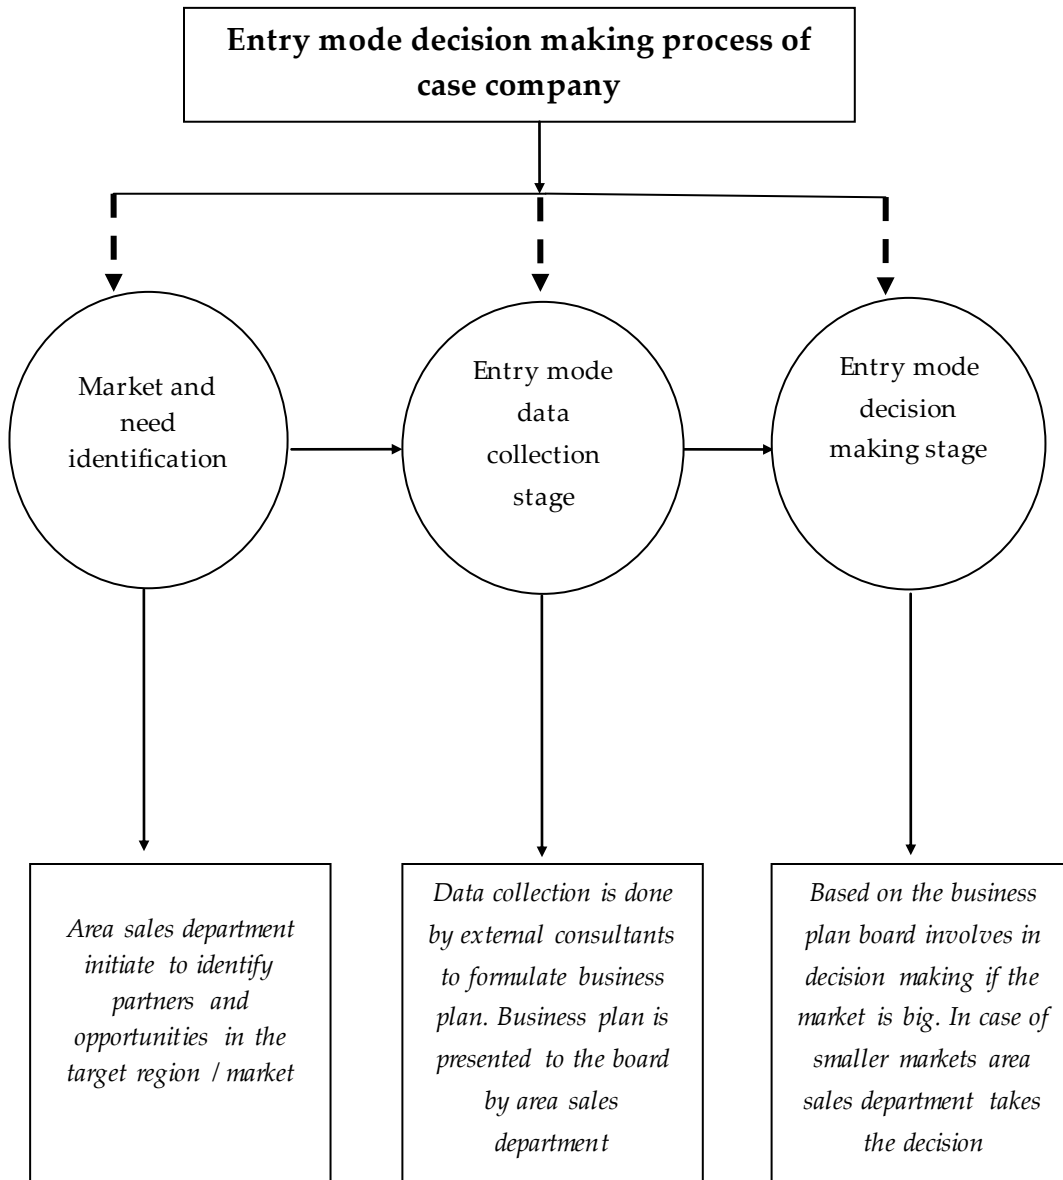 Entry mode decision making process of
case company
Market and
need
identification
Entry mode
data
collection
stage
Entry mode
decision
making stage
Area sales department
initiate to identify
partners and
opportunities in the
target region / market
Data collection is done
by external consultants
to formulate business
plan. Business plan is
presented to the board
by area sales
department
Based on the business
plan board involves in
decision making if the
market is big. In case of
smaller markets area
sales department takes
the decision